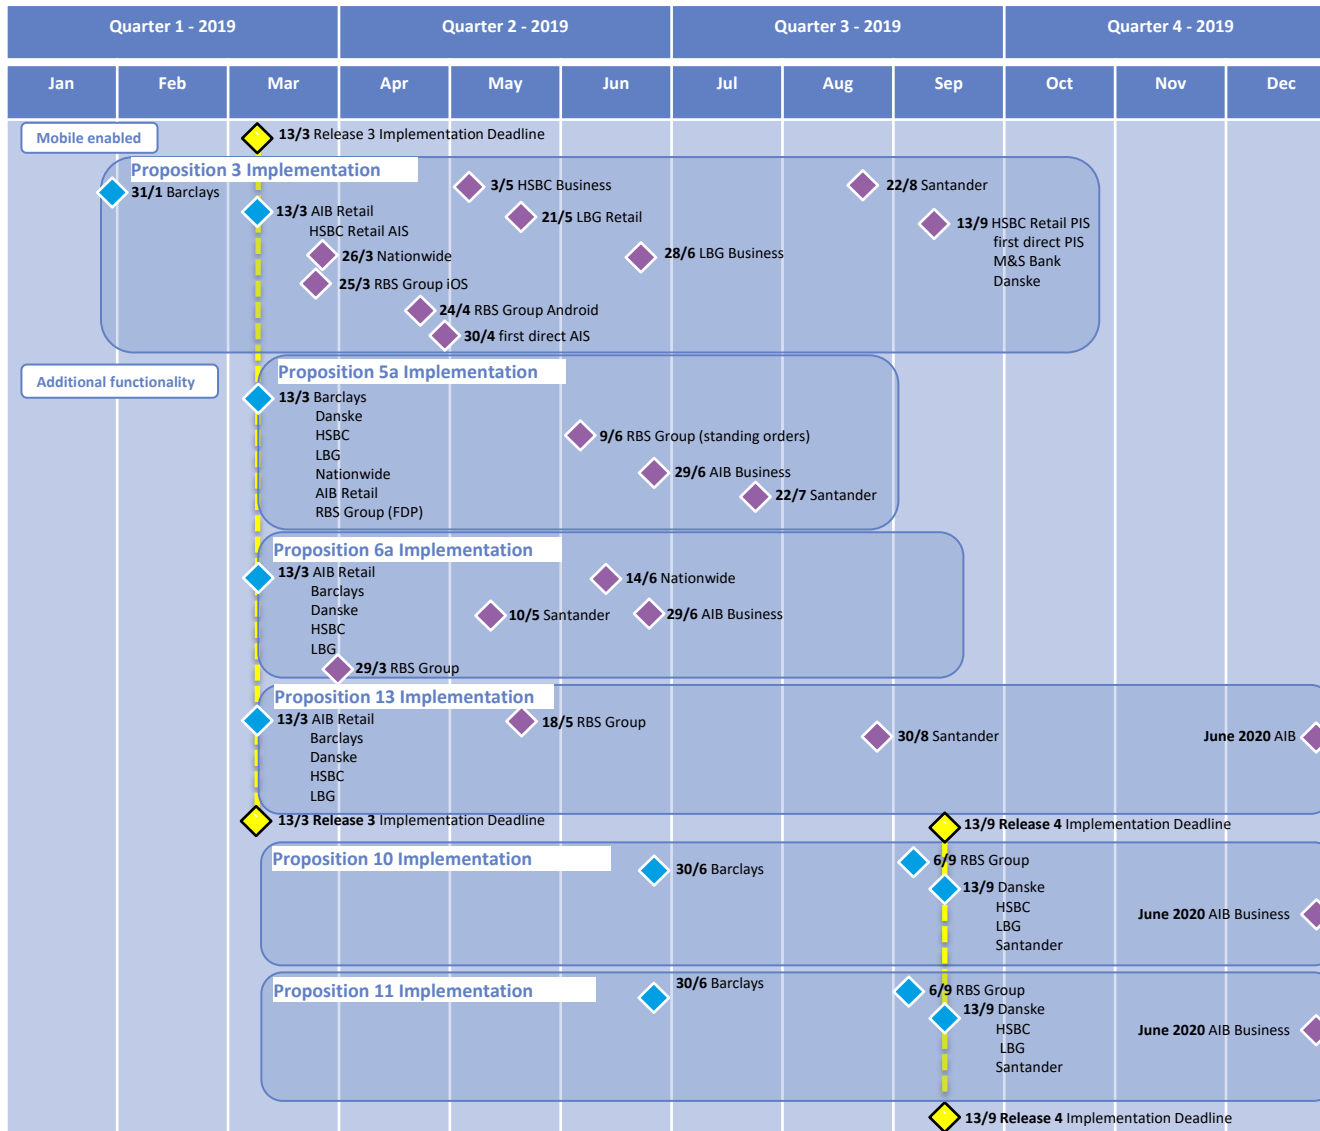 Quarter 1 - 2019
Quarter 2 - 2019
Quarter 3 - 2019
Quarter 4 - 2019
Jan
Feb
Mar
Apr
May
Jun
Jul
Aug
Sep
Oct
Nov
Dec
Mobile enabled
13/3 Release 3 Implementation Deadline
Proposition 3 Implementation
31/1 Barclays
13/3 AIB Retail
HSBC Retail AIS
26/3 Nationwide
25/3 RBS Group iOS
24/4 RBS Group Android
30/4 first direct AIS
3/5 HSBC Business
21/5 LBG Retail
28/6 LBG Business
22/8 Santander
13/9 HSBC Retail PIS
first direct PIS
M&S Bank
Danske
Additional functionality
Proposition 5a Implementation
13/3 Barclays
Danske
HSBC
LBG
Nationwide
AIB Retail
RBS Group (FDP)
9/6 RBS Group (standing orders)
29/6 AIB Business
22/7 Santander
Proposition 6a Implementation
13/3 AIB Retail
Barclays
Danske
HSBC
LBG
29/3 RBS Group
10/5 Santander
14/6 Nationwide
29/6 AIB Business
Proposition 13 Implementation
13/3 AIB Retail
Barclays
Danske
HSBC
LBG
18/5 RBS Group
30/8 Santander
June 2020 AIB
13/3 Release 3 Implementation Deadline
13/9 Release 4 Implementation Deadline
Proposition 10 Implementation
30/6 Barclays
6/9 RBS Group
13/9 Danske
HSBC
LBG
Santander
June 2020 AIB Business
Proposition 11 Implementation
30/6 Barclays
6/9 RBS Group
13/9 Danske
HSBC
LBG
Santander
June 2020 AIB Business
13/9 Release 4 Implementation Deadline